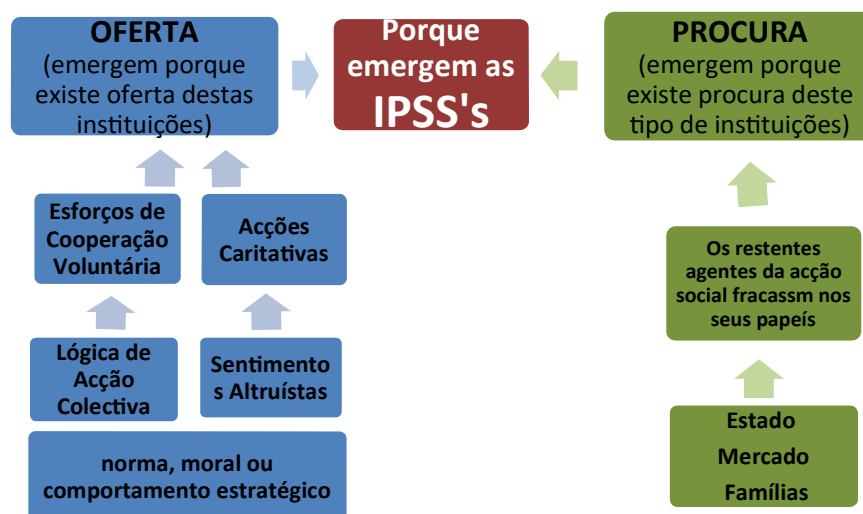 OFERTA
(emergem porque
existe oferta destas
instituições)
Porque
emergem as
IPSS's
PROCURA
(emergem porque
existe procura deste
tipo de instituições)
Esforços de
Cooperação
Voluntária
Acções
Caritativas
Os restentes
agentes da acção
social fracassm nos
seus papeís
Lógica de
Acção
Colectiva
Sentimento
s Altruístas
Estado
Mercado
Famílias
norma, moral ou
comportamento estratégico